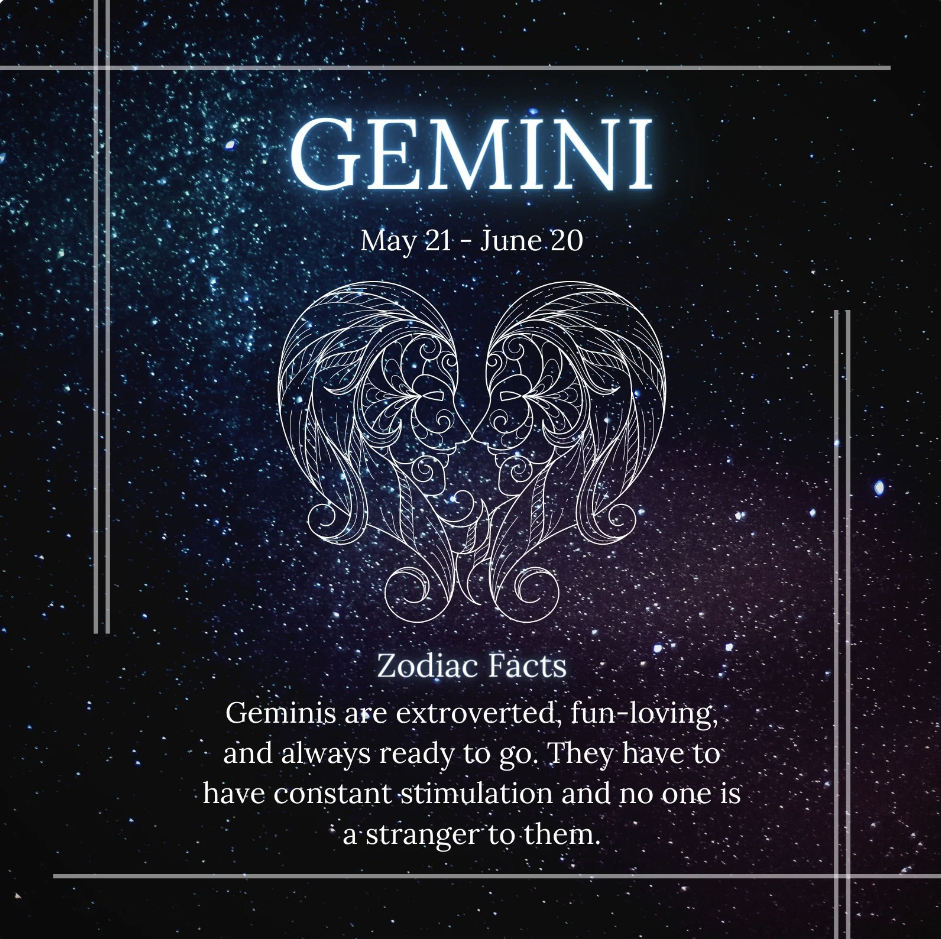 GEMINI
May 21 - June 20
Zodiac Facts
Geminis are extroverted, fun-loving,
and always ready to go. They have to
have constant stimulation and no one is
a stranger to them.